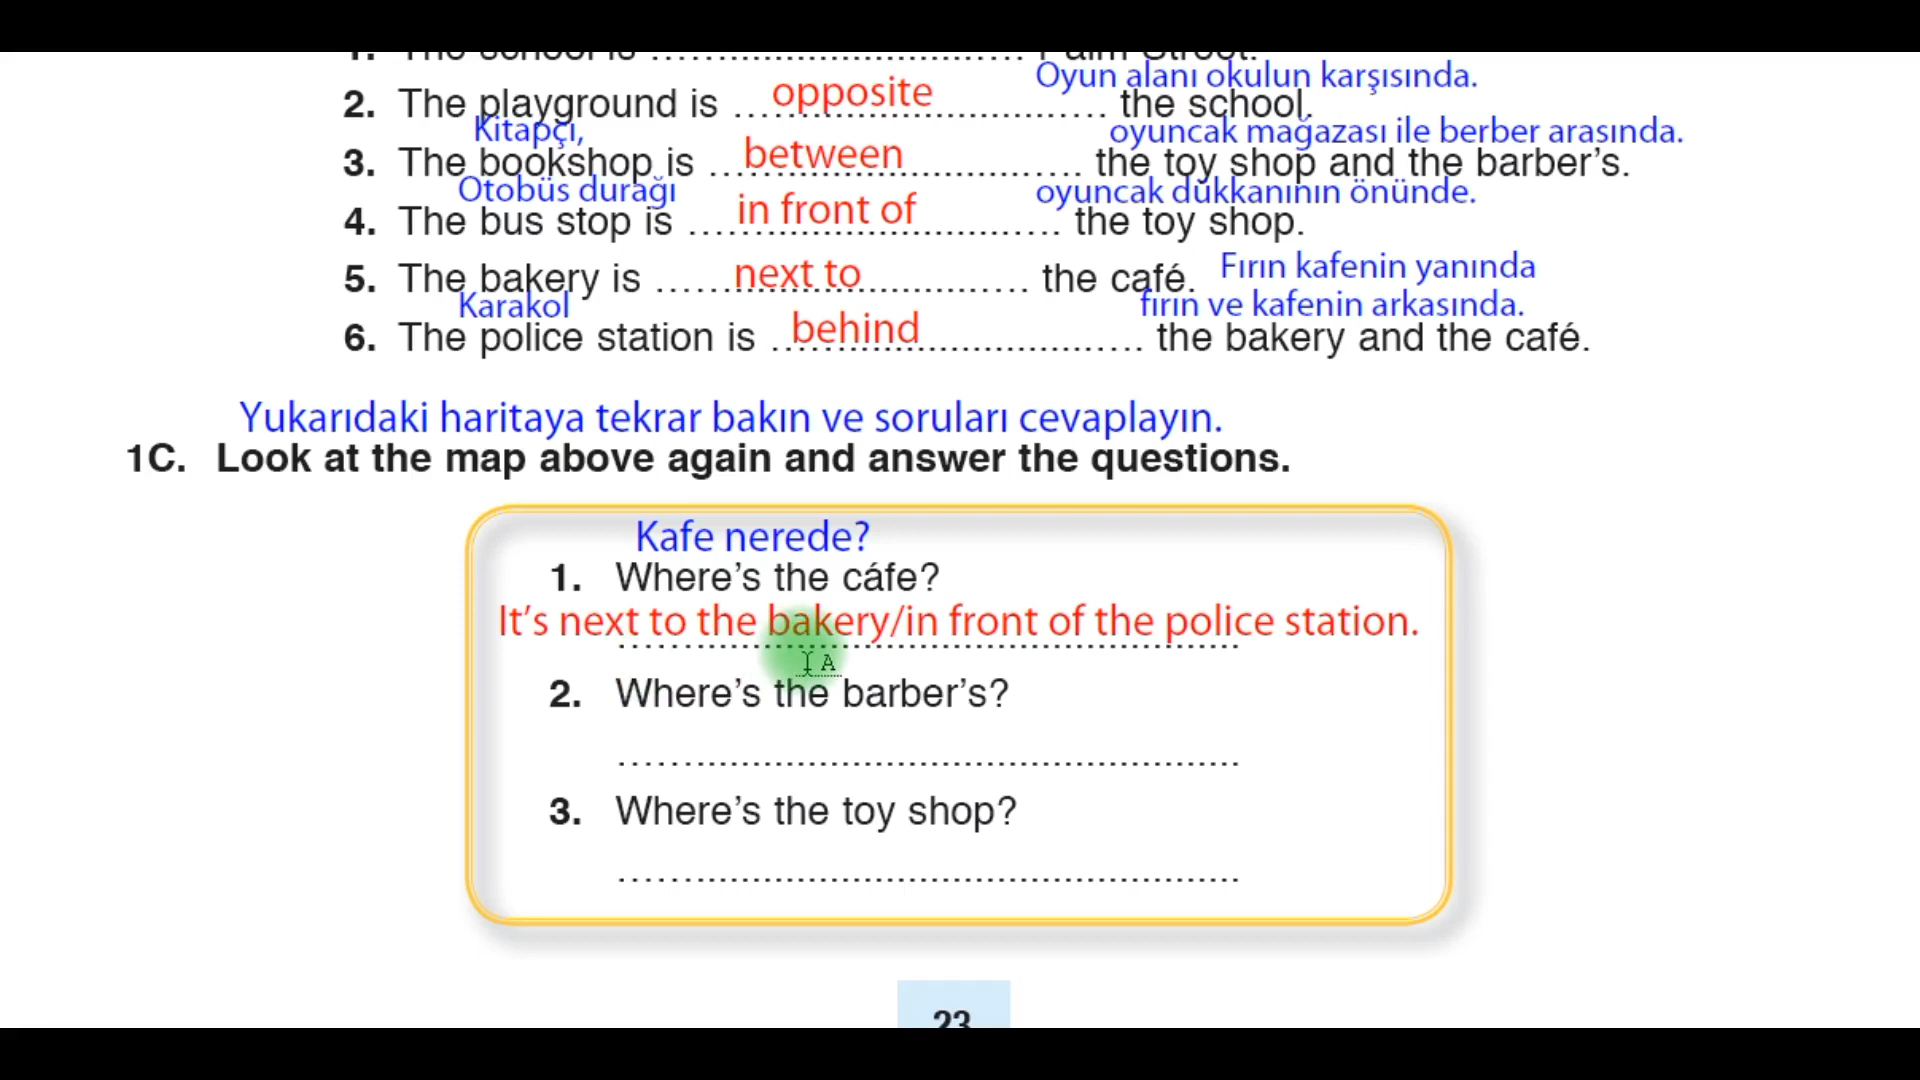 1. The school is .............................. Palm Street.
Oyun alanı okulun karşısında.
2. The playground is ....opposite.............. the school.
Kitapçı, oyuncak mağazası ile berber arasında.
3. The bookshop is ....between.............. the toy shop and the barber's.
Otobüs durağı oyuncak dükkanının önünde.
4. The bus stop is ....in front of.............. the toy shop.
5. The bakery is ......next to.............. the café. Fırın kafenin yanında
Karakol fırın ve kafenin arkasında.
6. The police station is ..behind.............. the bakery and the café.
Yukarıdaki haritaya tekrar bakın ve soruları cevaplayın.
1C. Look at the map above again and answer the questions.
Kafe nerede?
1. Where's the cáfe?
It's next to the bakery/in front of the police station.
2. Where's the barber's?
..................................................
3. Where's the toy shop?
..................................................
23